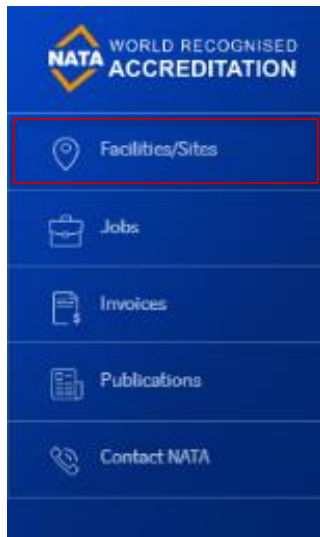 NATA
WORLD RECOGNISED
ACCREDITATION
Facilities/Sites
Jobs
Invoices
Publications
Contact NATA